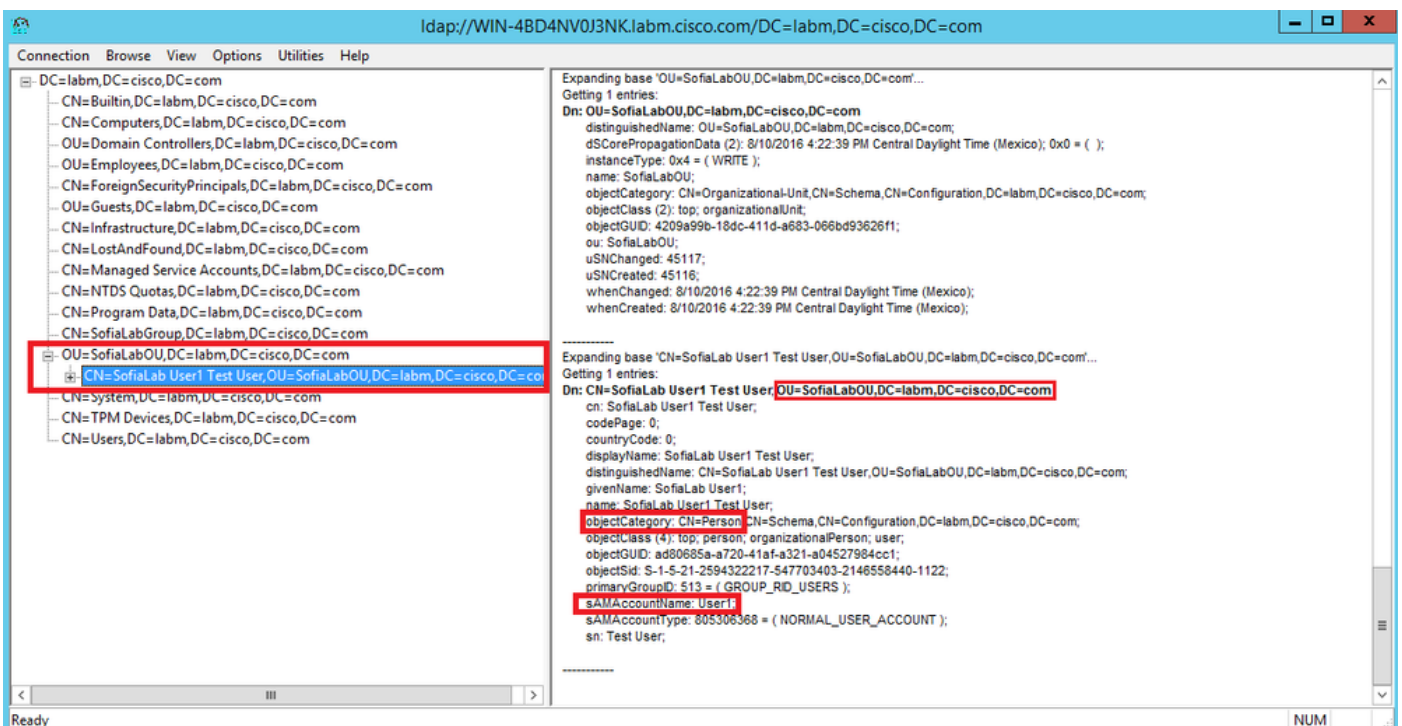 ldap://WIN-4BD4NV0J3NK.labm.cisco.com/DC=labm,DC=cisco,DC=com
Connection Browse View Options Utilities Help
DC=labm,DC=cisco,DC=com
CN=Builtin,DC=labm,DC=cisco,DC=com
CN=Computers,DC=labm,DC=cisco,DC=com
OU=Domain Controllers,DC=labm,DC=cisco,DC=com
OU=Employees,DC=labm,DC=cisco,DC=com
CN=ForeignSecurityPrincipals,DC=labm,DC=cisco,DC=com
OU=Guests,DC=labm,DC=cisco,DC=com
CN=Infrastructure,DC=labm,DC=cisco,DC=com
CN=LostAndFound,DC=labm,DC=cisco,DC=com
CN=Managed Service Accounts,DC=labm,DC=cisco,DC=com
CN=NTDS Quotas,DC=labm,DC=cisco,DC=com
CN=Program Data,DC=labm,DC=cisco,DC=com
CN=SofiaLabGroup,DC=labm,DC=cisco,DC=com
OU=SofiaLabOU,DC=labm,DC=cisco,DC=com
CN=SofiaLab User1 Test User,OU=SofiaLabOU,DC=labm,DC=cisco,DC=co
CN=System,DC=labm,DC=cisco,DC=com
CN=TPM Devices,DC=labm,DC=cisco,DC=com
CN=Users,DC=labm,DC=cisco,DC=com
Expanding base 'OU=SofiaLabOU,DC=labm,DC=cisco,DC=com'...
Getting 1 entries:
Dn: OU=SofiaLabOU,DC=labm,DC=cisco,DC=com
distinguishedName: OU=SofiaLabOU,DC=labm,DC=cisco,DC=com;
dSCorePropagationData (2): 8/10/2016 4:22:39 PM Central Daylight Time (Mexico); 0x0 = ( );
instanceType: 0x4 = ( WRITE );
name: SofiaLabOU;
objectCategory: CN=Organizational-Unit,CN=Schema,CN=Configuration,DC=labm,DC=cisco,DC=com;
objectClass (2): top; organizationalUnit;
objectGUID: 4209a99b-18dc-411d-a683-066bd93626f1;
ou: SofiaLabOU;
uSNChanged: 45117;
uSNCreated: 45116;
whenChanged: 8/10/2016 4:22:39 PM Central Daylight Time (Mexico);
whenCreated: 8/10/2016 4:22:39 PM Central Daylight Time (Mexico);
-----------
Expanding base 'CN=SofiaLab User1 Test User,OU=SofiaLabOU,DC=labm,DC=cisco,DC=com'...
Getting 1 entries:
Dn: CN=SofiaLab User1 Test User,OU=SofiaLabOU,DC=labm,DC=cisco,DC=com
cn: SofiaLab User1 Test User;
codePage: 0;
countryCode: 0;
displayName: SofiaLab User1 Test User;
distinguishedName: CN=SofiaLab User1 Test User,OU=SofiaLabOU,DC=labm,DC=cisco,DC=com;
givenName: SofiaLab User1;
name: SofiaLab User1 Test User;
objectCategory: CN=Person,CN=Schema,CN=Configuration,DC=labm,DC=cisco,DC=com;
objectClass (4): top; person; organizationalPerson; user;
objectGUID: ad80685a-a720-41af-a321-a04527984cc1;
objectSid: S-1-5-21-2594322217-547703403-2146558440-1122;
primaryGroupID: 513 = ( GROUP_RID_USERS );
sAMAccountName: User1;
sAMAccountType: 805306368 = ( NORMAL_USER_ACCOUNT );
sn: Test User;
-----------
Ready NUM